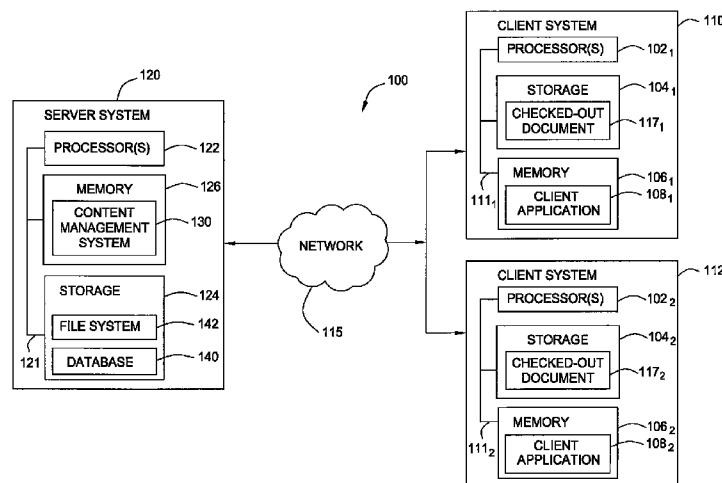 120
SERVER SYSTEM
PROCESSOR(S)
122
MEMORY
126
CONTENT
MANAGEMENT
SYSTEM
130
STORAGE
124
FILE SYSTEM
142
DATABASE
140
121
100
NETWORK
115
CLIENT SYSTEM
110
PROCESSOR(S)
102₁
STORAGE
104₁
CHECKED-OUT
DOCUMENT
117₁
MEMORY
106₁
CLIENT
APPLICATION
108₁
111₁
CLIENT SYSTEM
112
PROCESSOR(S)
102₂
STORAGE
104₂
CHECKED-OUT
DOCUMENT
117₂
MEMORY
106₂
CLIENT
APPLICATION
108₂
111₂